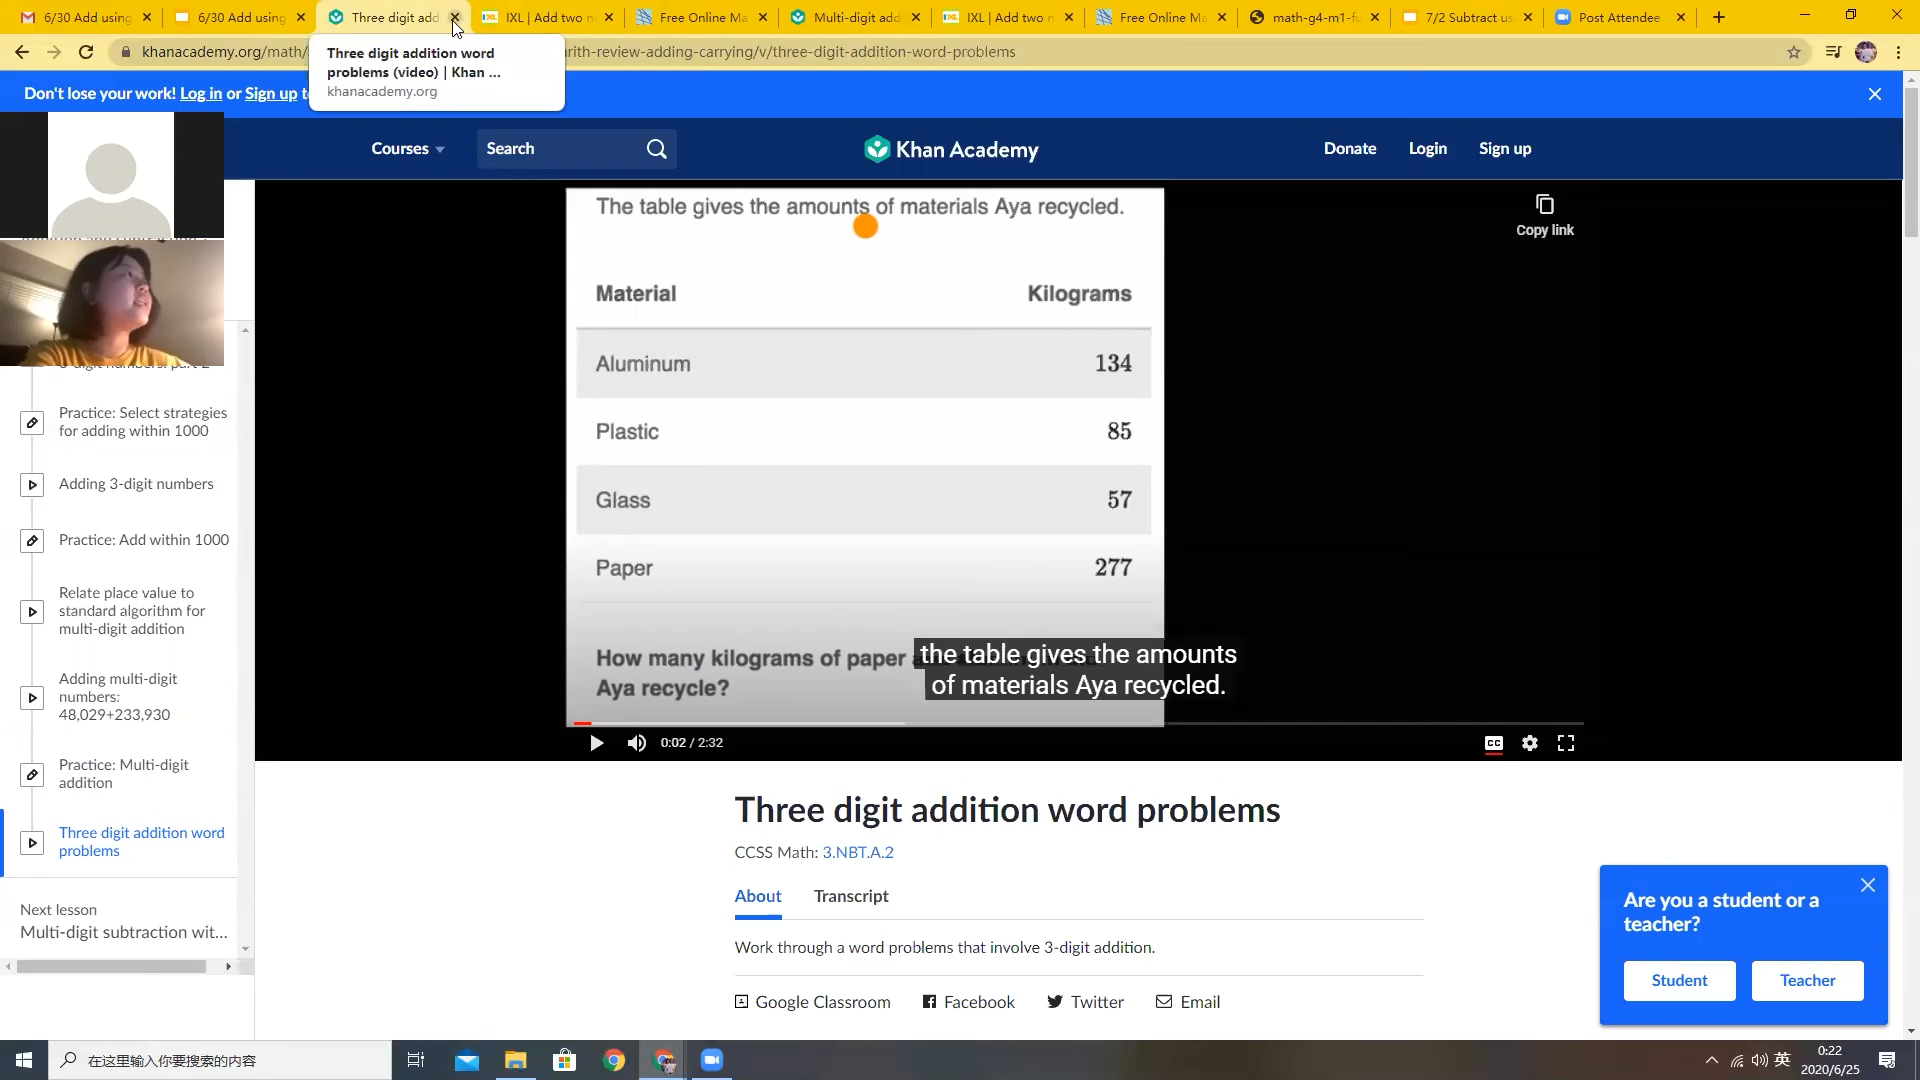 6/30 Add using
6/30 Add using
Three digit add
IXL | Add two n
Free Online Ma
Multi-digit add
IXL | Add two n
Free Online Ma
math-g4-m1-fu
7/2 Subtract us
Post Attendee
khanacademy.org/math/
rith-review-adding-carrying/v/three-digit-addition-word-problems
Three digit addition word
problems (video) | Khan ...
khanacademy.org
Don't lose your work! Log in or Sign up t
Courses
Search
Khan Academy
Donate
Login
Sign up
The table gives the amounts of materials Aya recycled.
Copy link
Material Kilograms
Aluminum 134
Plastic 85
Glass 57
Paper 277
How many kilograms of paper
Aya recycle?
the table gives the amounts
of materials Aya recycled.
0:02 / 2:32
CC
Practice: Select strategies
for adding within 1000
Adding 3-digit numbers
Practice: Add within 1000
Relate place value to
standard algorithm for
multi-digit addition
Adding multi-digit
numbers:
48,029+233,930
Practice: Multi-digit
addition
Three digit addition word
problems
Next lesson
Multi-digit subtraction wit...
Three digit addition word problems
CCSS Math: 3.NBT.A.2
About
Transcript
Work through a word problems that involve 3-digit addition.
Google Classroom
Facebook
Twitter
Email
Are you a student or a
teacher?
Student
Teacher
在这里输入你要搜索的内容
英
0:22
2020/6/25